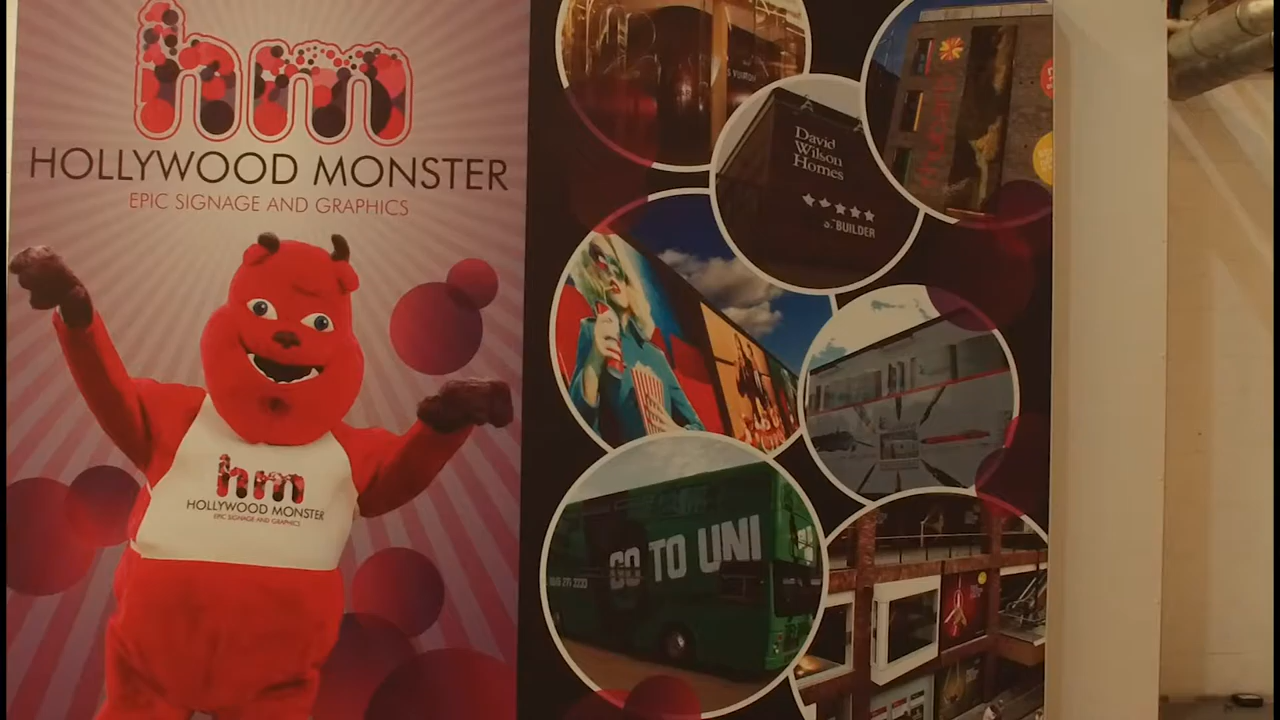 hm
HOLLYWOOD MONSTER
EPIC SIGNAGE AND GRAPHICS
hm
HOLLYWOOD MONSTER
EPIC SIGNAGE AND GRAPHICS
David
Wilson
Homes
BUILDER
GO TO UNI